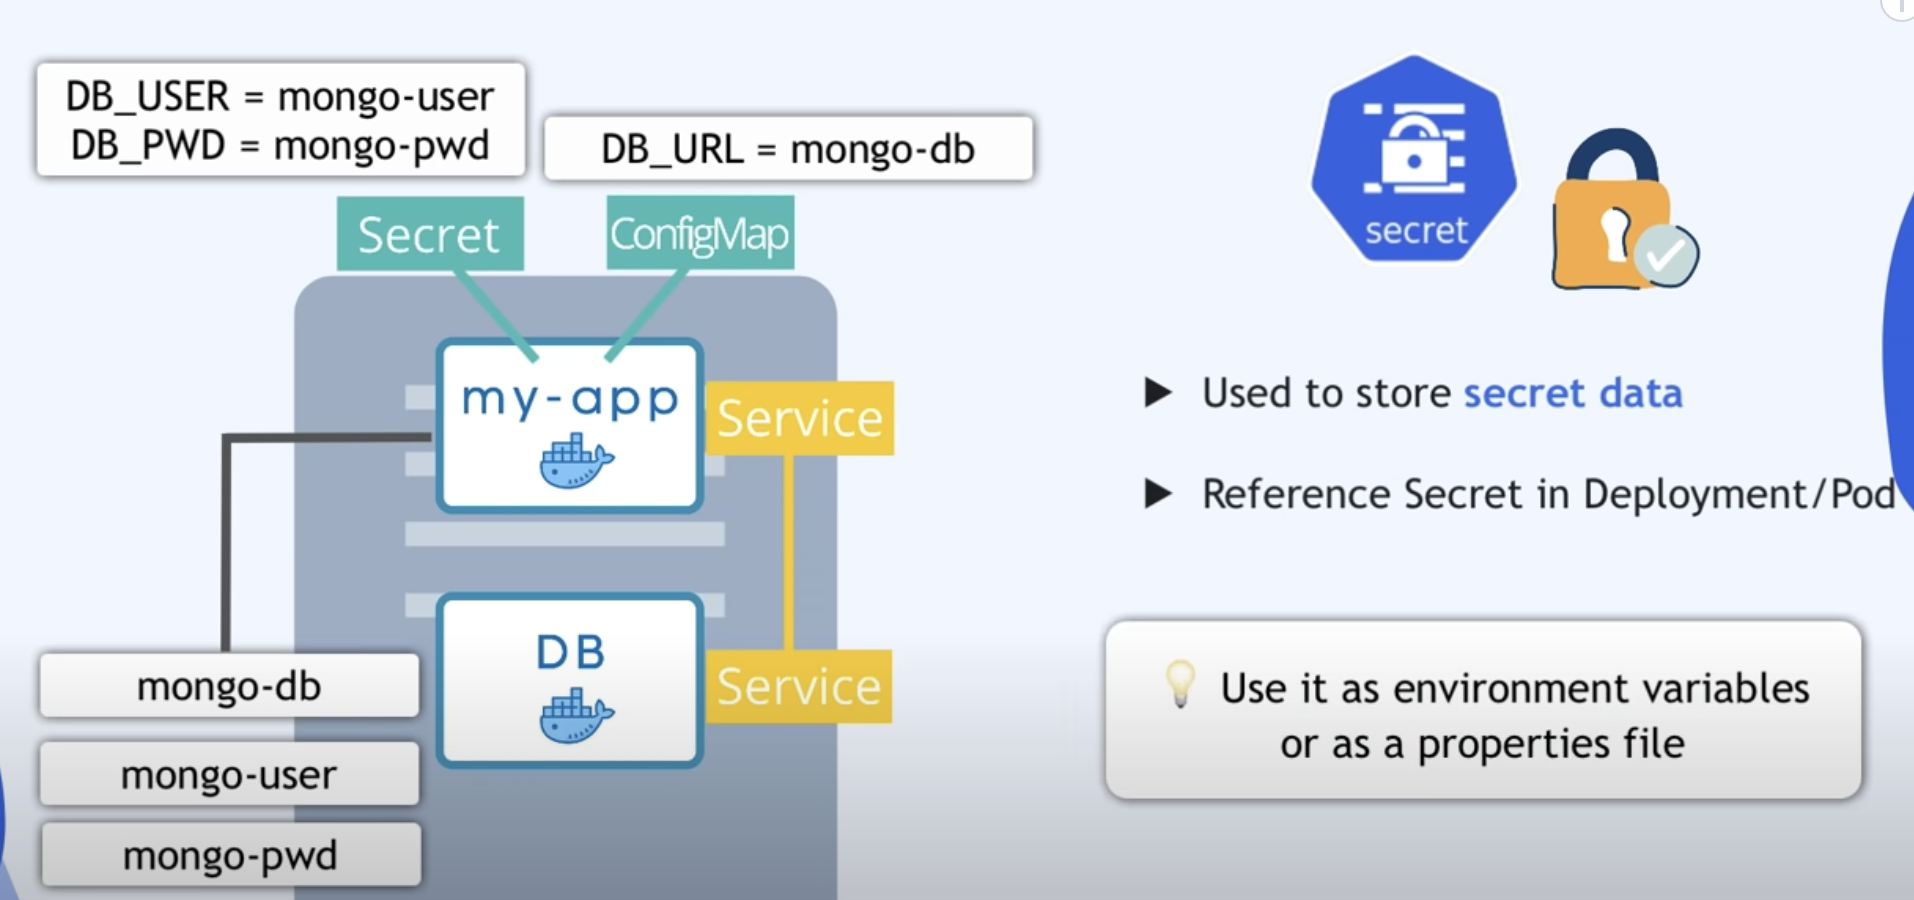 DB_USER = mongo-user
DB_PWD = mongo-pwd
DB_URL = mongo-db
Secret
ConfigMap
my-app
Service
DB
Service
mongo-db
mongo-user
mongo-pwd
secret
Used to store secret data
Reference Secret in Deployment/Pod
Use it as environment variables
or as a properties file